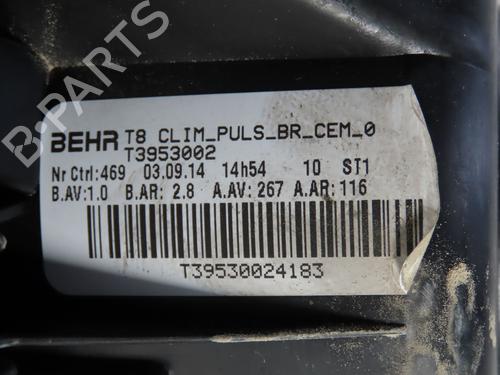 B-PARTS
BEHR T8 CLIM_PULS_BR_CEM_0
T3953002
Nr Ctrl:469 03.09.14 14h54 10 ST1
B.AV:1.0 B.AR: 2.8 A.AV: 267 A.AR: 116
T39530024183